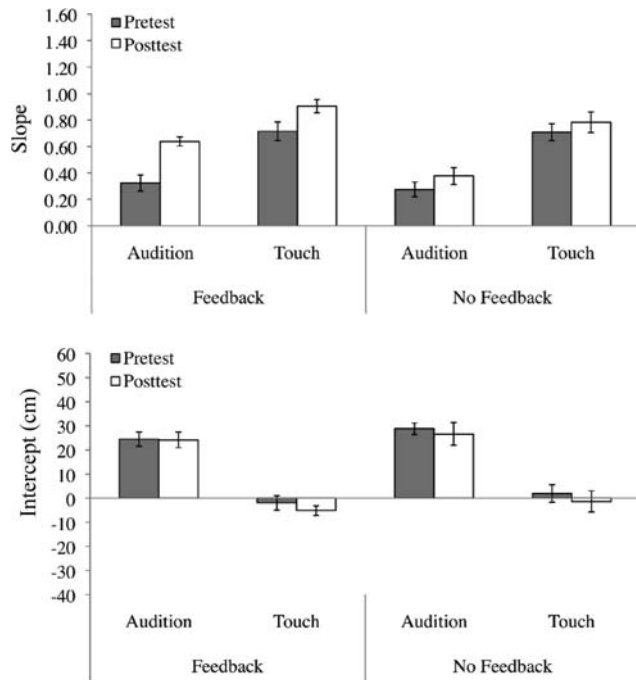 1.60
Pretest
1.40
Posttest
1.20
1.00
Slope
0.80
0.60
0.40
0.20
0.00
Audition Touch Audition Touch
Feedback No Feedback
60
Pretest
50
Posttest
40
30
20
Intercept (cm)
10
0
-10
-20
-30
-40
Audition Touch Audition Touch
Feedback No Feedback